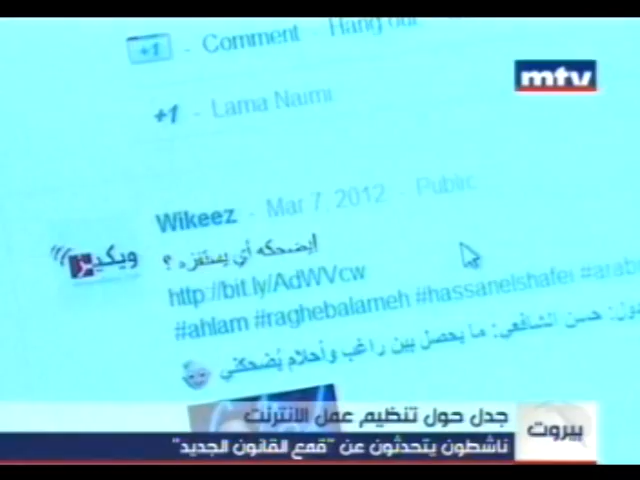 +1 - Comment - Hang out
mtv
+1 - Lama Naimi
Wikeez - Mar 7, 2012 - Public
ويكيز
إيضحكه أي يستفزه ؟
http://bit.ly/AdWVcw
#ahlam #raghebalameh #hassanelshafei #arab
حسن الشافعي: ما يحصل بين راغب وأحلام يُضحكني
جدل حول تنظيم عمل الانترنت
بيروت
ناشطون يتحدثون عن "قمع القانون الجديد"